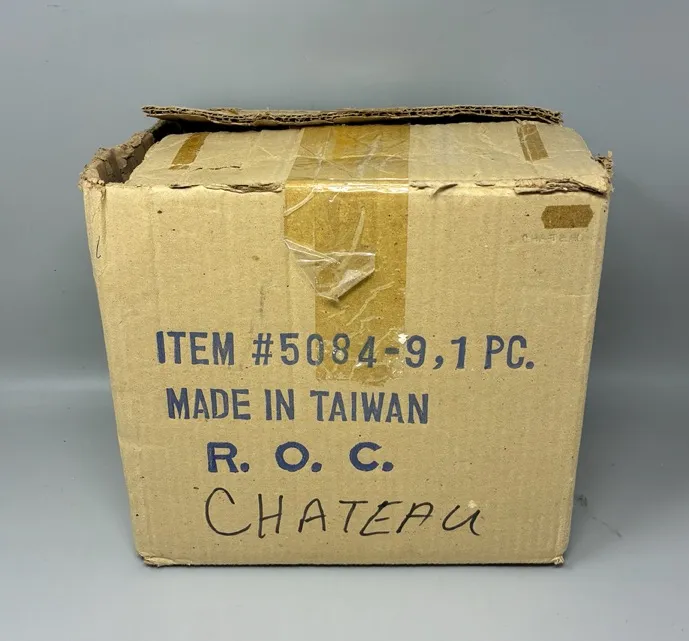 ITEM #5084-9,1 PC.
MADE IN TAIWAN
R. O. C.
CHATEAU